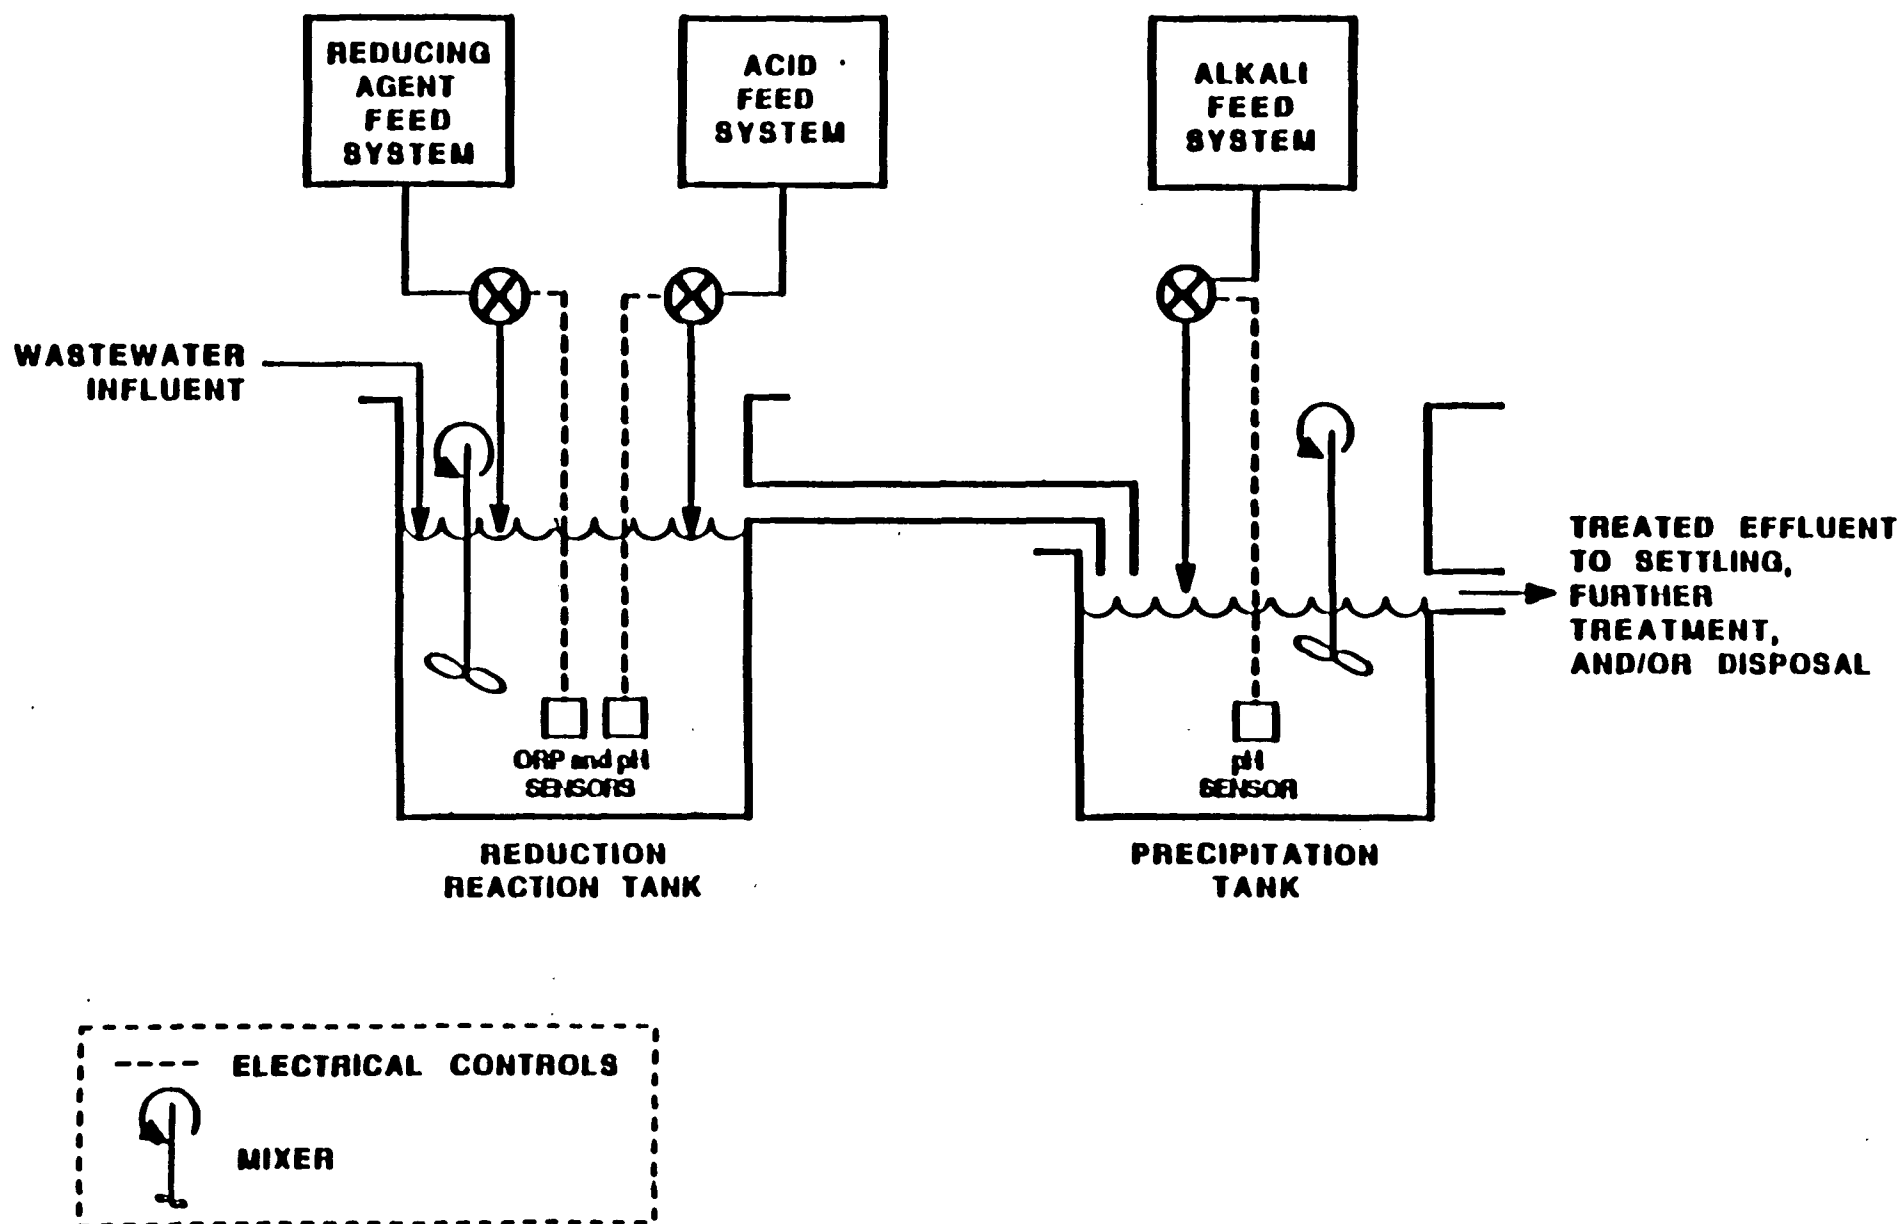 REDUCING
AGENT
FEED
SYSTEM
ACID
FEED
SYSTEM
ALKALI
FEED
SYSTEM
WASTEWATER
INFLUENT
TREATED EFFLUENT
TO SETTLING,
FURTHER
TREATMENT,
AND/OR DISPOSAL
ORP and pH
SENSORS
pH
SENSOR
REDUCTION
REACTION TANK
PRECIPITATION
TANK
ELECTRICAL CONTROLS
MIXER